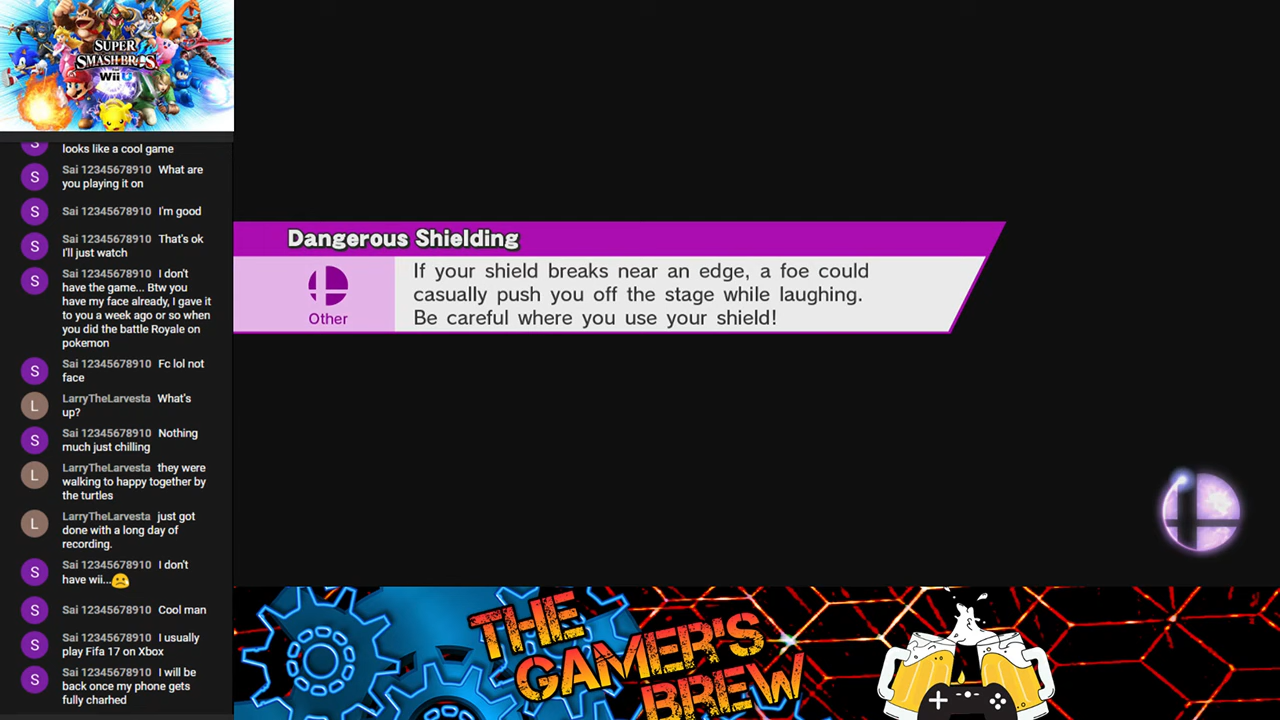 SUPER
SMASH BROS.
Wii U
looks like a cool game
Sai 12345678910 What are
you playing it on
Sai 12345678910 I'm good
Sai 12345678910 That's ok
I'll just watch
Sai 12345678910 I don't
have the game... Btw you
have my face already, I gave it
to you a week ago or so when
you did the battle Royale on
pokemon
Sai 12345678910 Fc lol not
face
LarryTheLarvesta What's
up?
Sai 12345678910 Nothing
much just chilling
LarryTheLarvesta they were
walking to happy together by
the turtles
LarryTheLarvesta just got
done with a long day of
recording.
Sai 12345678910 I don't
have wii...
Sai 12345678910 Cool man
Sai 12345678910 I usually
play Fifa 17 on Xbox
Sai 12345678910 I will be
back once my phone gets
fully charhed
S
S
S
S
S
S
L
S
L
L
S
S
S
S
Dangerous Shielding
Other
If your shield breaks near an edge, a foe could
casually push you off the stage while laughing.
Be careful where you use your shield!
THE
GAMER'S
BREW